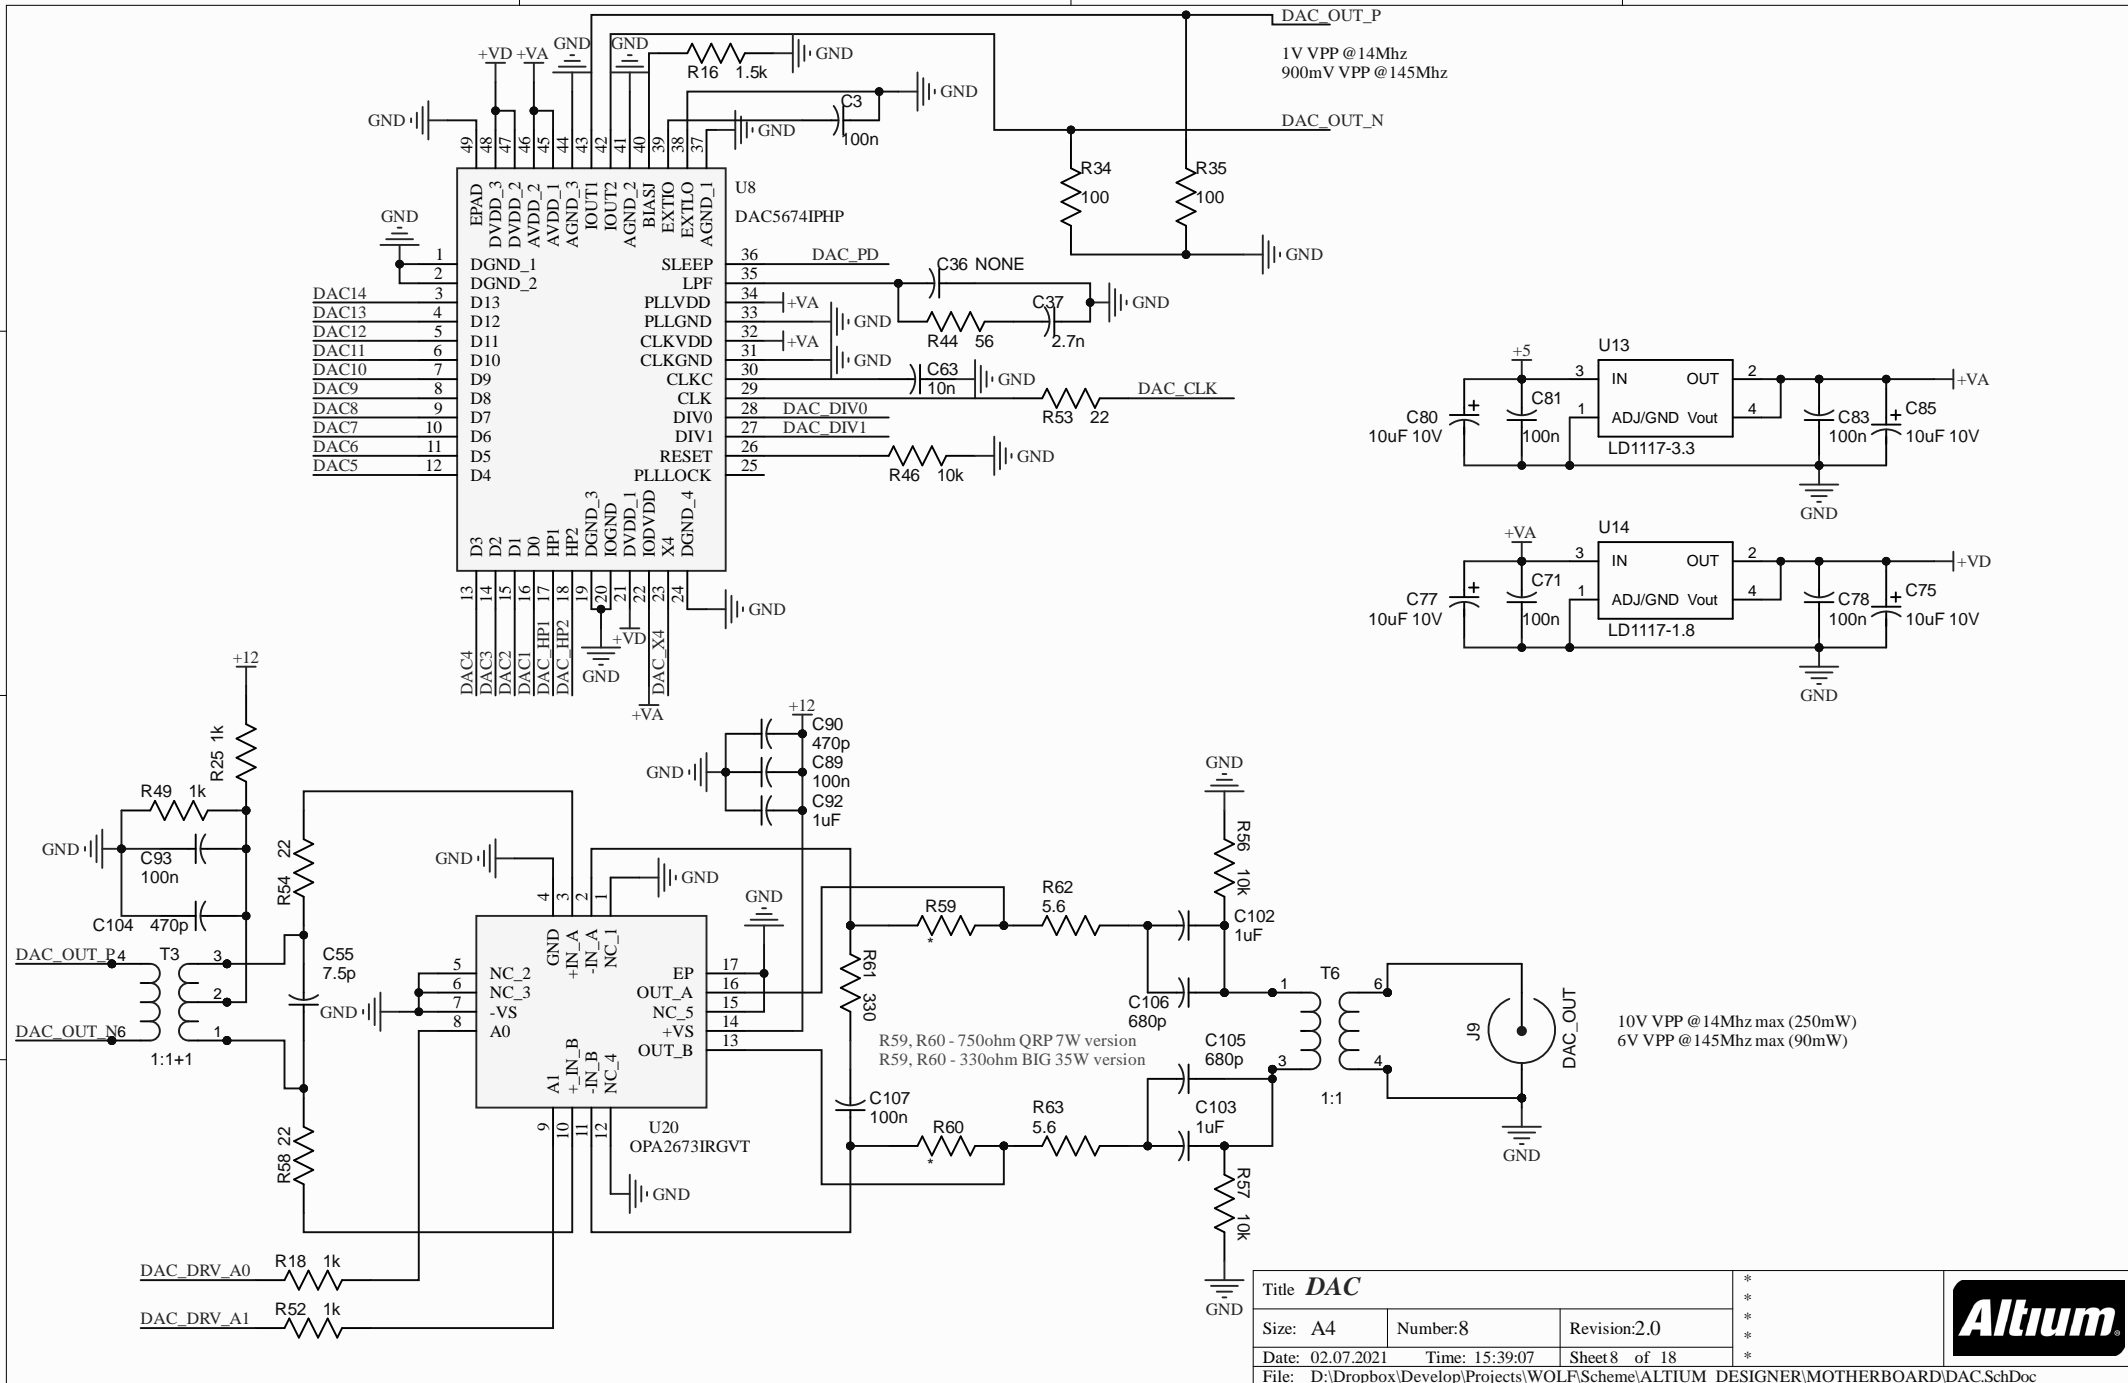 DAC_OUT_P
1V VPP @14Mhz
900mV VPP @145Mhz
DAC_OUT_N
+VD +VA GND GND
R16 1.5k GND
C3 100n GND
GND
GND
49 48 47 46 45 44 43 42 41 40 39 38 37
EPAD DVDD_3 DVDD_2 AVDD_2 AVDD_1 AGND_3 IOUT1 IOUT2 AGND_2 BIASJ EXTIO EXTLO AGND_1
U8
DAC5674IPHP
R34 100
R35 100
GND
GND
1 DGND_1
2 DGND_2
DAC14 3 D13
DAC13 4 D12
DAC12 5 D11
DAC11 6 D10
DAC10 7 D9
DAC9 8 D8
DAC8 9 D7
DAC7 10 D6
DAC6 11 D5
DAC5 12 D4
SLEEP 36 DAC_PD
LPF 35
PLLVDD 34 +VA
PLLGND 33 GND
CLKVDD 32 +VA
CLKGND 31 GND
CLKC 30
CLK 29
DIV0 28 DAC_DIV0
DIV1 27 DAC_DIV1
RESET 26
PLLLOCK 25
C36 NONE
C37 2.7n
R44 56
GND
C63 10n GND
R53 22 DAC_CLK
R46 10k GND
D3 D2 D1 D0 HP1 HP2 DGND_3 IOGND DVDD_1 IODVDD X4 DGND_4
13 14 15 16 17 18 19 20 21 22 23 24
DAC4 DAC3 DAC2 DAC1 DAC_HP1 DAC_HP2
GND
+VD
DAC_X4
+VA
GND
+5
U13
3 IN OUT 2
1 ADJ/GND Vout 4
LD1117-3.3
C80 10uF 10V
C81 100n
C83 100n
C85 10uF 10V
+VA
GND
+VA
U14
3 IN OUT 2
1 ADJ/GND Vout 4
LD1117-1.8
C77 10uF 10V
C71 100n
C78 100n
C75 10uF 10V
+VD
GND
+12
R25 1k
R49 1k
GND
C93 100n
C104 470p
DAC_OUT_P 4
DAC_OUT_N 6
T3
3
2
1
1:1+1
R54 22
C55 7.5p
R58 22
+12
C90 470p
C89 100n
C92 1uF
GND
GND
GND
GND
4 3 2 1
GND +IN_A -IN_A NC_1
5 NC_2
6 NC_3
7 -VS
8 A0
GND
EP 17
OUT_A 16
NC_5 15
+VS 14
OUT_B 13
A1 +_IN_B -IN_B NC_4
9 10 11 12
U20
OPA2673IRGVT
GND
R61 330
C107 100n
R59
*
R62 5.6
R60
*
R63 5.6
R59, R60 - 750ohm QRP 7W version
R59, R60 - 330ohm BIG 35W version
GND
R56 10k
C102 1uF
C106 680p
C105 680p
C103 1uF
R57 10k
GND
T6
1 6
3 4
1:1
J9
DAC_OUT
GND
10V VPP @14Mhz max (250mW)
6V VPP @145Mhz max (90mW)
DAC_DRV_A0 R18 1k
DAC_DRV_A1 R52 1k
Title DAC
Size: A4 Number:8 Revision:2.0
Date: 02.07.2021 Time: 15:39:07 Sheet8 of 18
File: D:\Dropbox\Develop\Projects\WOLF\Scheme\ALTIUM_DESIGNER\MOTHERBOARD\DAC.SchDoc
*
*
*
*
*
Altium